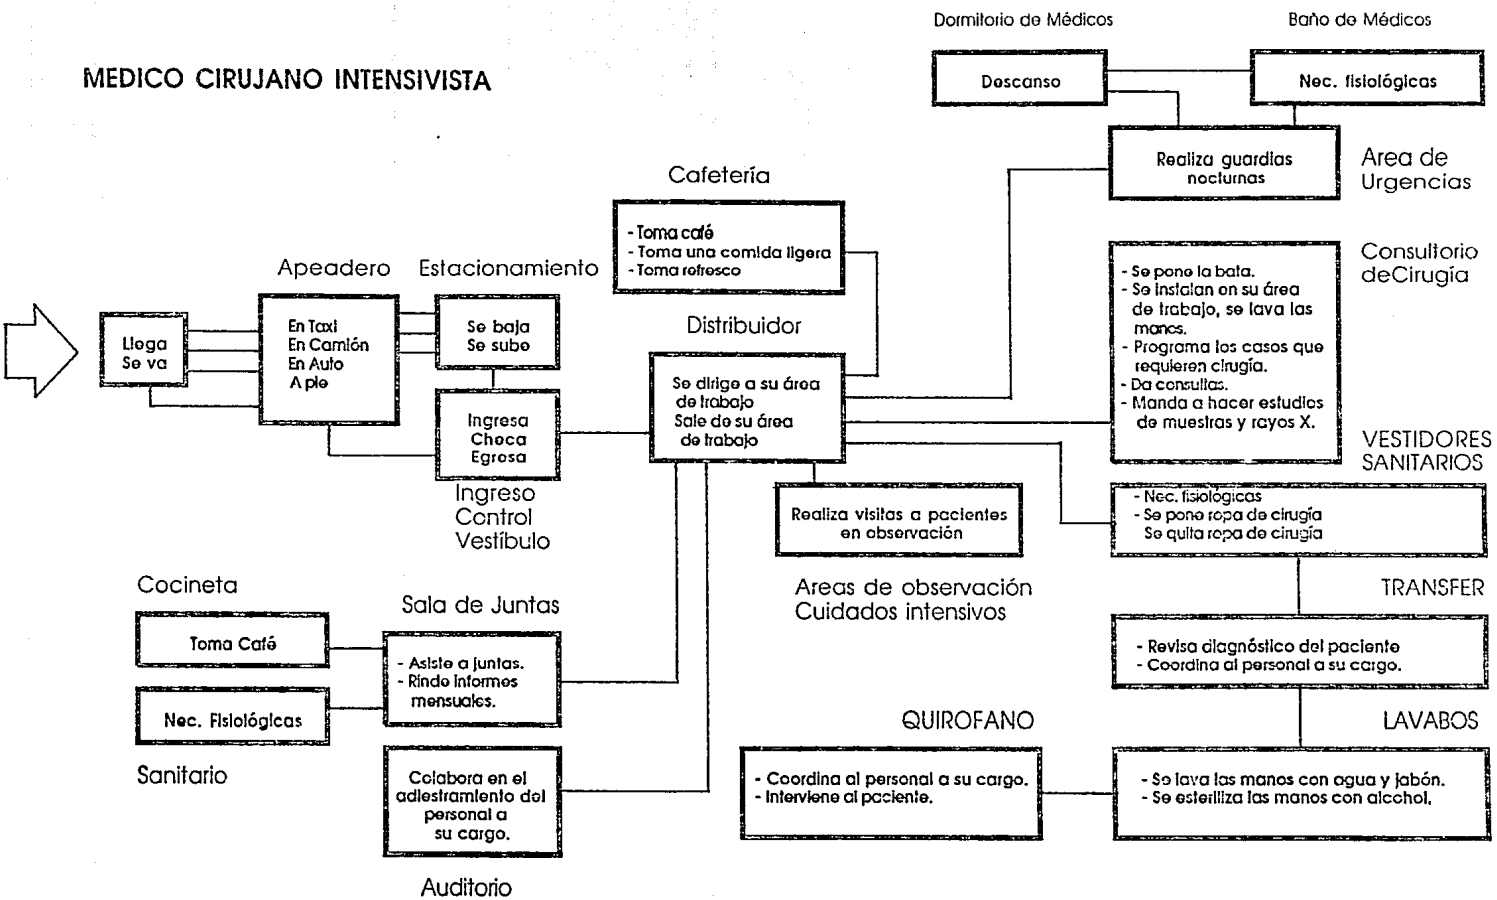 MEDICO CIRUJANO INTENSIVISTA
Dormitorio de Médicos
Baño de Médicos
Descanso
Nec. fisiológicas
Realiza guardias
nocturnas
Area de
Urgencias
Cafetería
- Toma café
- Toma una comida ligera
- Toma refresco
Consultorio
deCirugía
- Se pone la bata.
- Se instalan en su área
de trabajo, se lava las
manos.
- Programa los casos que
requieren cirugía.
- Da consultas.
- Manda a hacer estudios
de muestras y rayos X.
Apeadero
Estacionamiento
Llega
Se va
En Taxi
En Camión
En Auto
A pie
Se baja
Se sube
Distribuidor
Se dirige a su área
de trabajo
Sale de su área
de trabajo
Ingresa
Checa
Egresa
Ingreso
Control
Vestíbulo
VESTIDORES
SANITARIOS
- Nec. fisiológicas
- Se pone ropa de cirugía
Se quita ropa de cirugía
Realiza visitas a pacientes
en observación
Areas de observación
Cuidados intensivos
TRANSFER
Cocineta
Sala de Juntas
Toma Café
- Asiste a juntas.
- Rinde informes
mensuales.
- Revisa diagnóstico del paciente
- Coordina al personal a su cargo.
Nec. Fisiológicas
Sanitario
QUIROFANO
LAVABOS
Colabora en el
adiestramiento del
personal a
su cargo.
Auditorio
- Coordina al personal a su cargo.
- Interviene al paciente.
- Se lava las manos con agua y jabón.
- Se esteriliza las manos con alcohol.